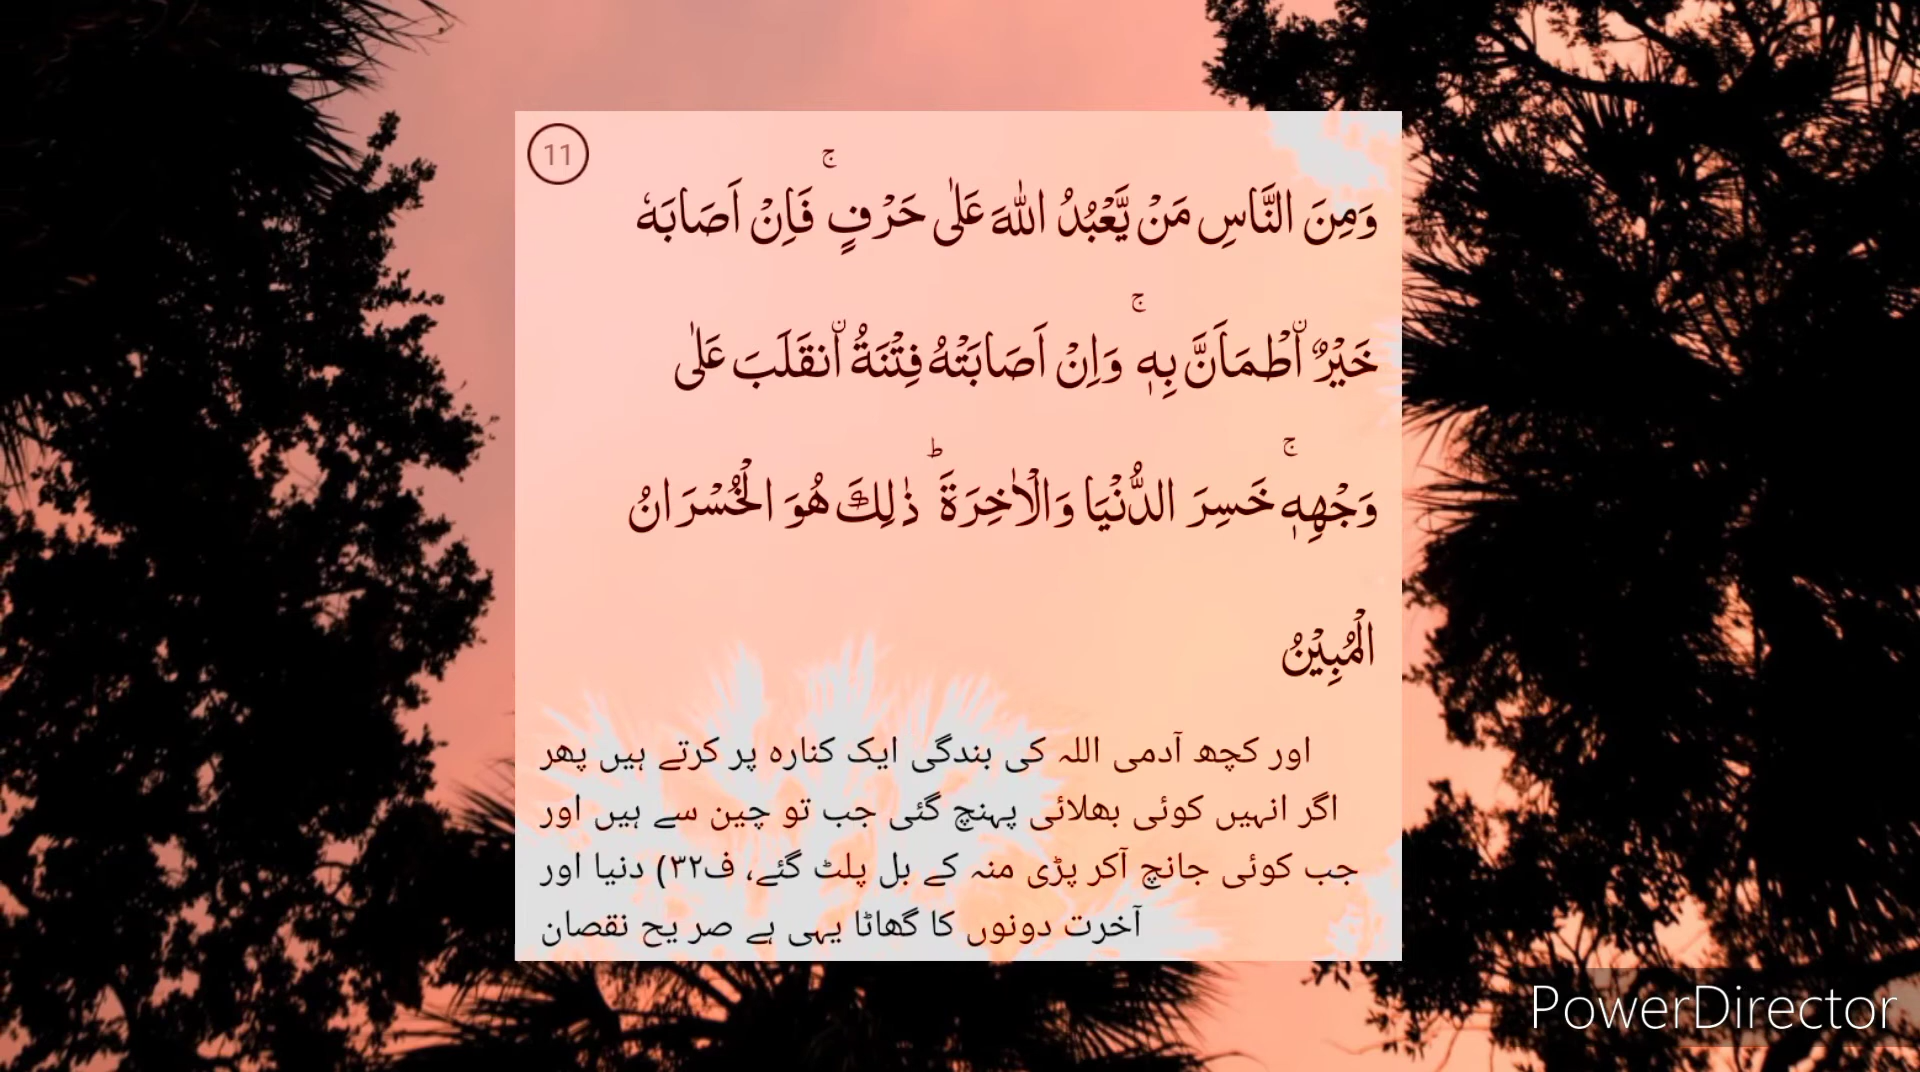 11
وَمِنَ النَّاسِ مَنْ يَّعْبُدُ اللّٰهَ عَلٰى حَرْفٍ ۚ فَاِنْ اَصَابَهٗ
خَيْرٌ ۨاطْمَاَنَّ بِهٖ ۚ وَاِنْ اَصَابَتْهُ فِتْنَةُ ۨانْقَلَبَ عَلٰى
وَجْهِهٖ ۚ خَسِرَ الدُّنْيَا وَالْاٰخِرَةَ ؕ ذٰلِكَ هُوَ الْخُسْرَانُ
الْمُبِيْنُ
اور کچھ آدمی اللہ کی بندگی ایک کنارہ پر کرتے ہیں پھر
اگر انہیں کوئی بھلائی پہنچ گئی جب تو چین سے ہیں اور
جب کوئی جانچ آکر پڑی منہ کے بل پلٹ گئے، ف۳۲) دنیا اور
آخرت دونوں کا گھاٹا یہی ہے صر یح نقصان
PowerDirector